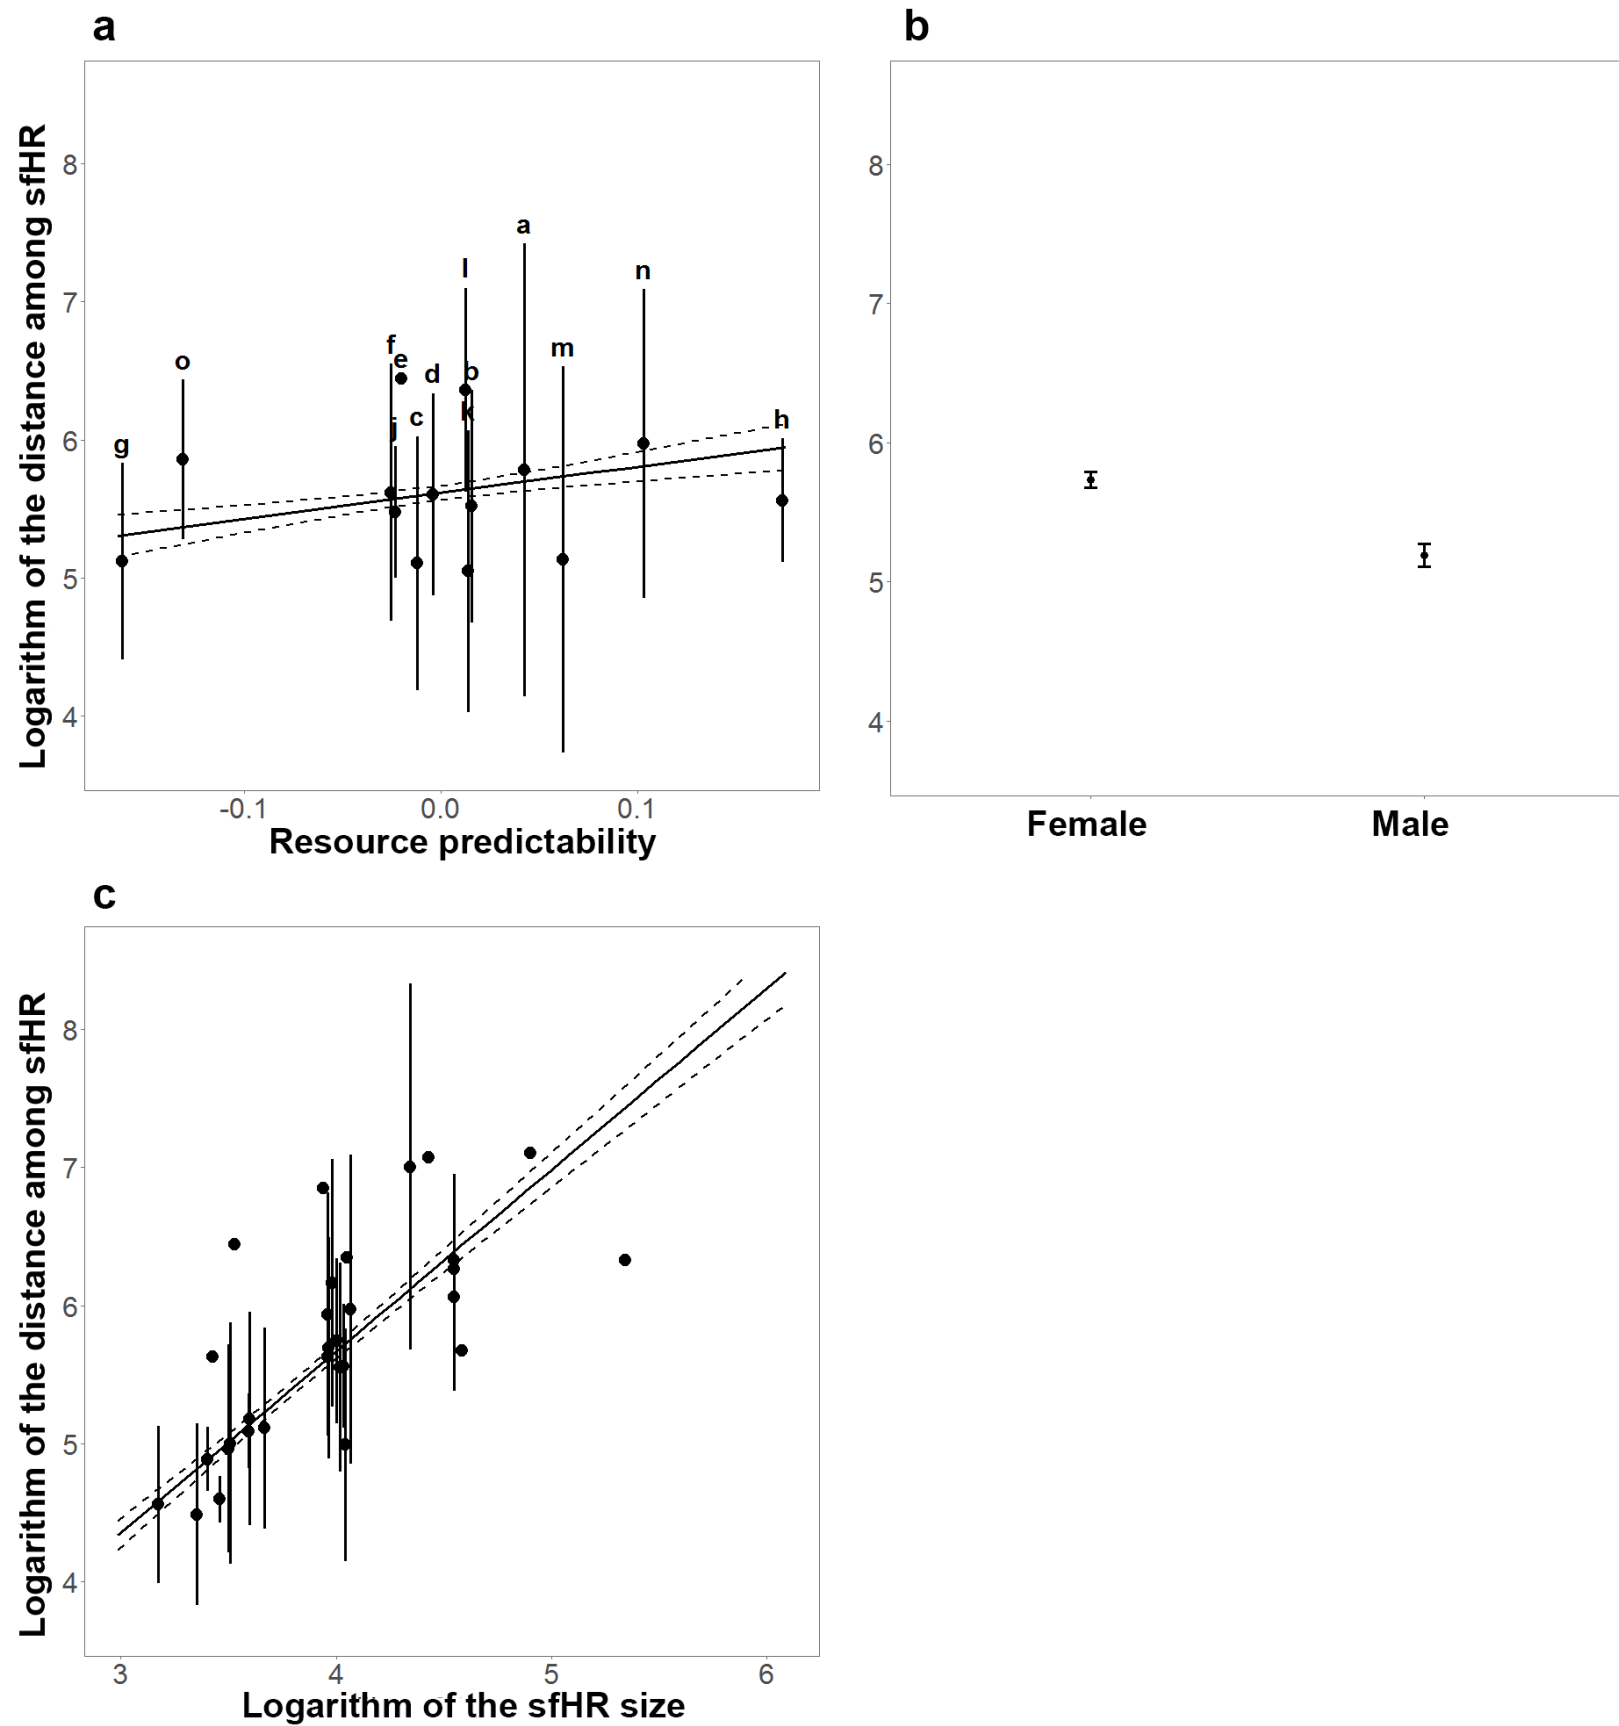 a
Logarithm of the distance among sfHR
8
7
6
5
4
g
o
f
e
j
c
d
l
b
k
a
m
n
h
-0.1 0.0 0.1
Resource predictability
b
8
7
6
5
4
Female Male
c
Logarithm of the distance among sfHR
8
7
6
5
4
3 4 5 6
Logarithm of the sfHR size